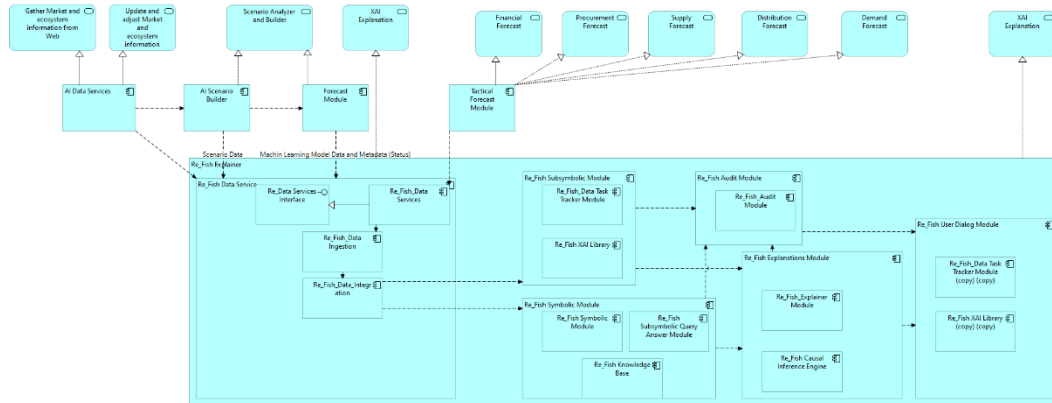 Gather Market and
ecosystem
information from
Web
Update and
adjust Market
and
ecosystem
information
Scenario Analyzer
and Builder
XAI
Explanation
Financial
Forecast
Procurement
Forecast
Supply
Forecast
Distribution
Forecast
Demand
Forecast
XAI
Explanation
AI Data Services
AI Scenario
Builder
Forecast
Module
Tactical
Forecast
Module
Scenario Data
Machin Learning Model Data and Metadata (Status)
Re_Fish Explainer
Re_Fish Data Service
Re_Data Services
Interface
Re_Fish_Data
Services
Re_Fish_Data
Ingestion
Re_Fish_Data_Integr
ation
Re_Fish Subsymbolic Module
Re_Fish_Data Task
Tracker Module
Re_Fish XAI Library
Re_Fish Symbolic Module
Re_Fish Symbolic
Module
Re_Fish
Subsymbolic Query
Answer Module
Re_Fish Knowledge
Base
Re_Fish Audit Module
Re_Fish_Audit
Module
Re_Fish Explanations Module
Re_Fish_Explainer
Module
Re_Fish Causal
Inference Engine
Re_Fish User Dialog Module
Re_Fish_Data Task
Tracker Module
(copy) (copy)
Re_Fish XAI Library
(copy) (copy)